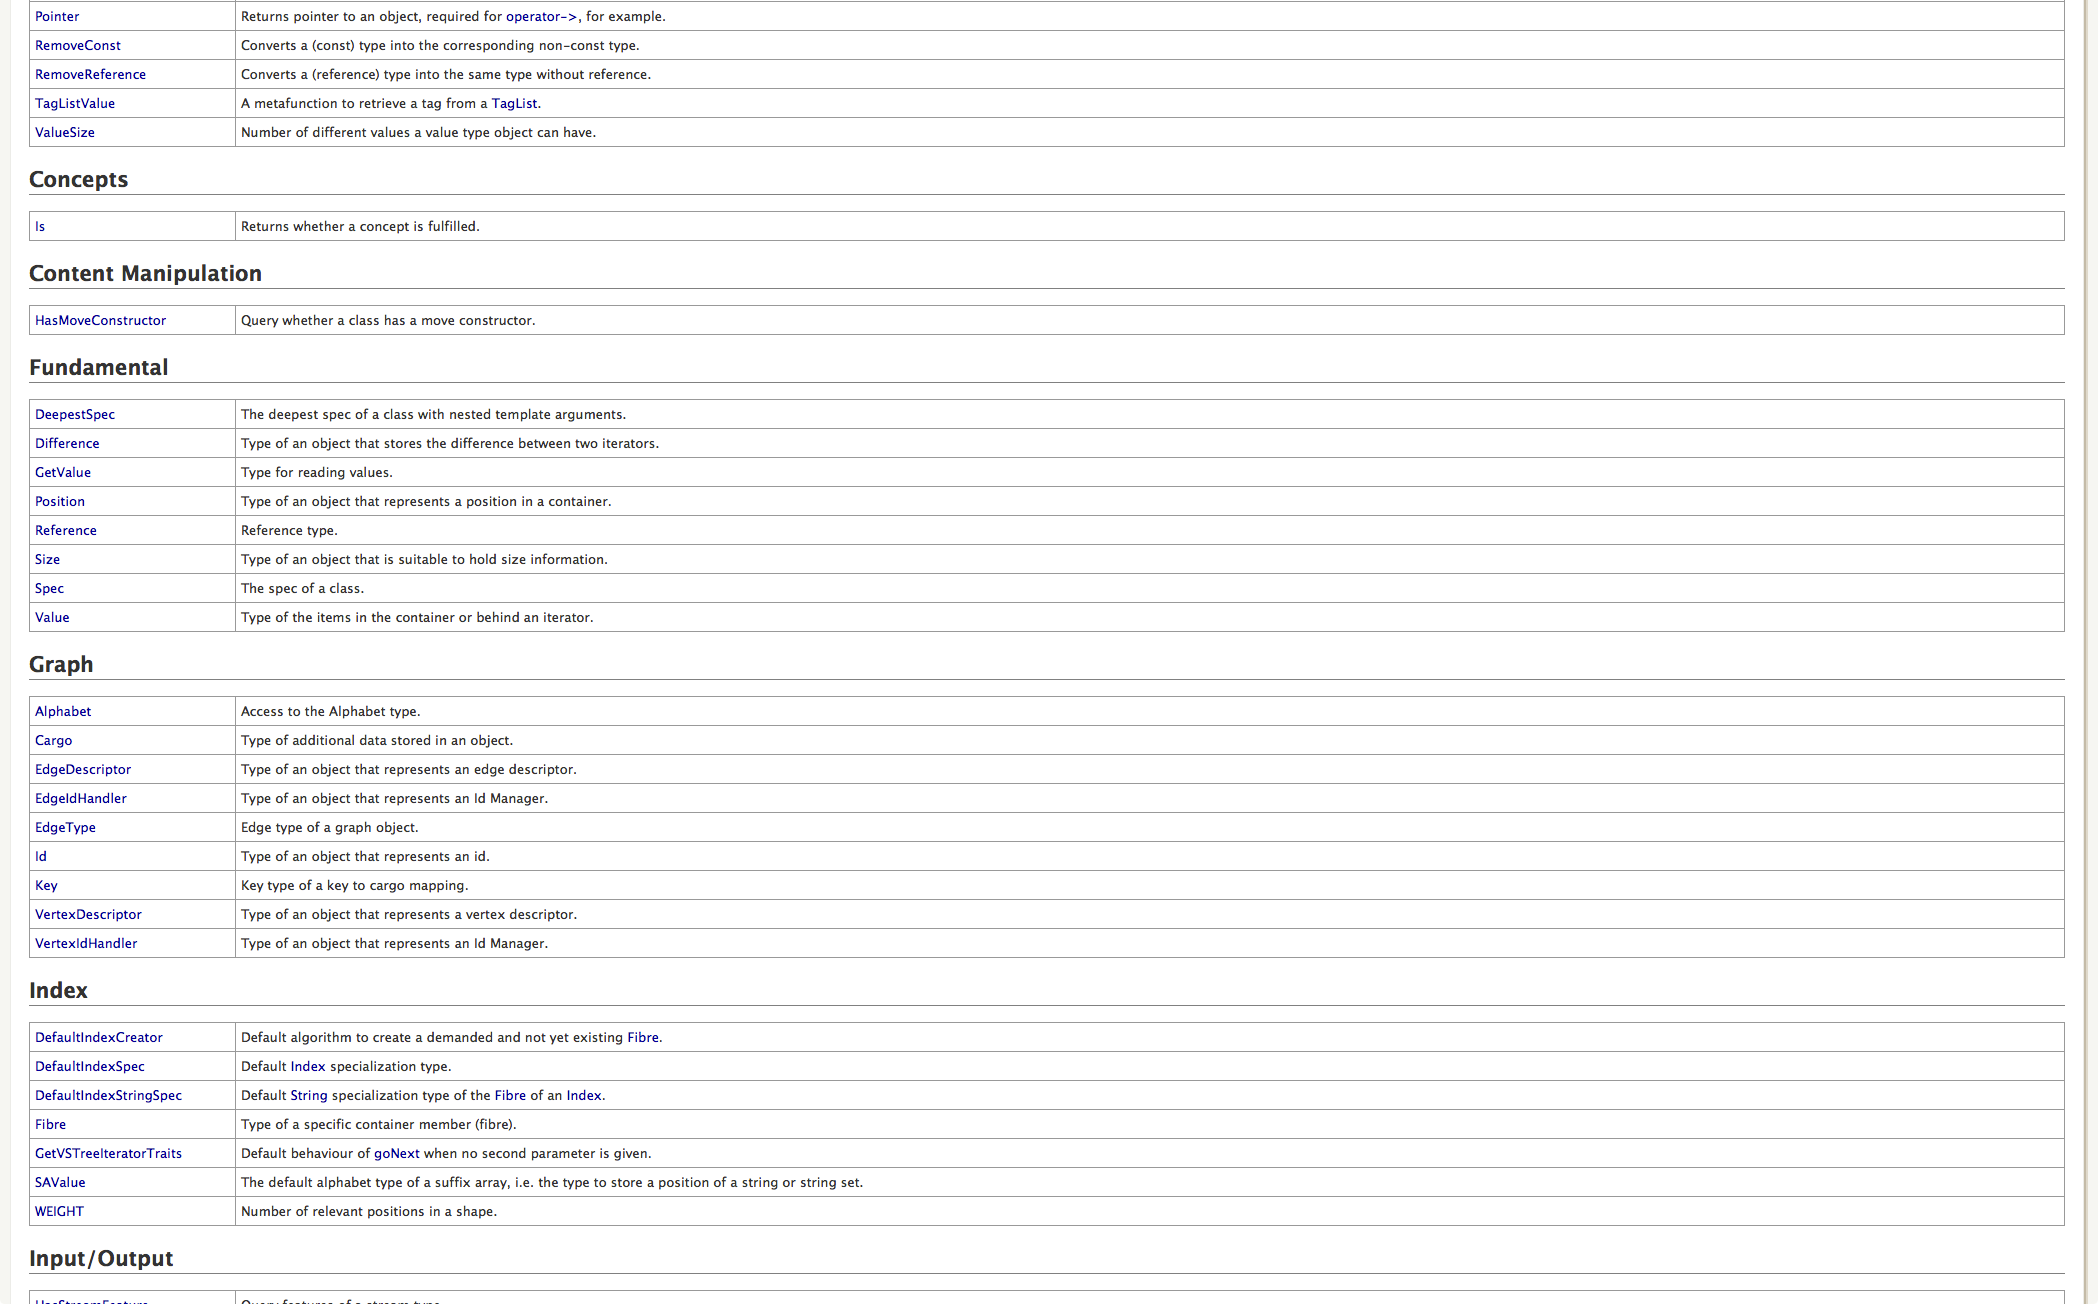 Pointer Returns pointer to an object, required for operator->, for example.
RemoveConst Converts a (const) type into the corresponding non-const type.
RemoveReference Converts a (reference) type into the same type without reference.
TagListValue A metafunction to retrieve a tag from a TagList.
ValueSize Number of different values a value type object can have.
Concepts
Is Returns whether a concept is fulfilled.
Content Manipulation
HasMoveConstructor Query whether a class has a move constructor.
Fundamental
DeepestSpec The deepest spec of a class with nested template arguments.
Difference Type of an object that stores the difference between two iterators.
GetValue Type for reading values.
Position Type of an object that represents a position in a container.
Reference Reference type.
Size Type of an object that is suitable to hold size information.
Spec The spec of a class.
Value Type of the items in the container or behind an iterator.
Graph
Alphabet Access to the Alphabet type.
Cargo Type of additional data stored in an object.
EdgeDescriptor Type of an object that represents an edge descriptor.
EdgeIdHandler Type of an object that represents an Id Manager.
EdgeType Edge type of a graph object.
Id Type of an object that represents an id.
Key Key type of a key to cargo mapping.
VertexDescriptor Type of an object that represents a vertex descriptor.
VertexIdHandler Type of an object that represents an Id Manager.
Index
DefaultIndexCreator Default algorithm to create a demanded and not yet existing Fibre.
DefaultIndexSpec Default Index specialization type.
DefaultIndexStringSpec Default String specialization type of the Fibre of an Index.
Fibre Type of a specific container member (fibre).
GetVSTreeIteratorTraits Default behaviour of goNext when no second parameter is given.
SAValue The default alphabet type of a suffix array, i.e. the type to store a position of a string or string set.
WEIGHT Number of relevant positions in a shape.
Input/Output
HasStreamFeature Query features of a stream type.